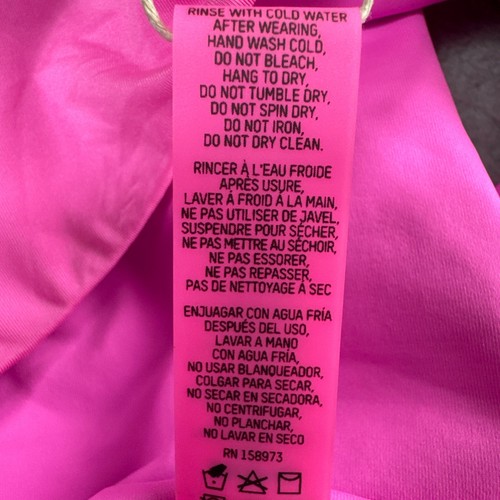 RINSE WITH COLD WATER
AFTER WEARING,
HAND WASH COLD,
DO NOT BLEACH,
HANG TO DRY,
DO NOT TUMBLE DRY,
DO NOT SPIN DRY,
DO NOT IRON,
DO NOT DRY CLEAN.
RINCER À L'EAU FROIDE
APRÈS USURE,
LAVER À FROID À LA MAIN,
NE PAS UTILISER DE JAVEL,
SUSPENDRE POUR SÉCHER,
NE PAS METTRE AU SÉCHOIR,
NE PAS ESSORER,
NE PAS REPASSER,
PAS DE NETTOYAGE À SEC
ENJUAGAR CON AGUA FRÍA
DESPUÉS DEL USO,
LAVAR A MANO
CON AGUA FRÍA,
NO USAR BLANQUEADOR,
COLGAR PARA SECAR,
NO SECAR EN SECADORA,
NO CENTRIFUGAR,
NO PLANCHAR,
NO LAVAR EN SECO
RN 158973